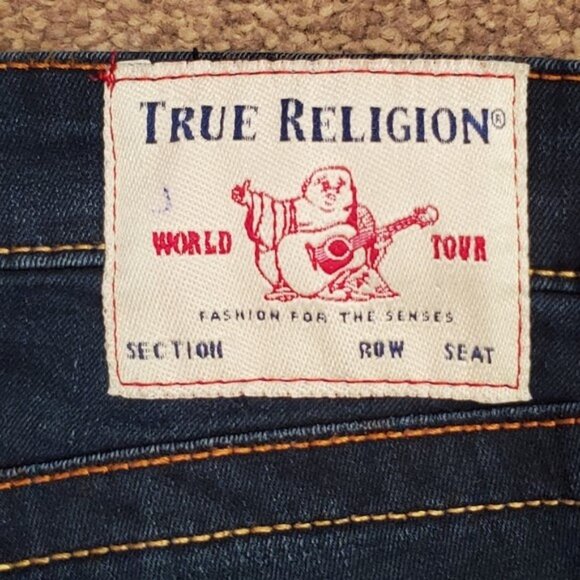 TRUE RELIGION®
WORLD TOUR
FASHION FOR THE SENSES
SECTION ROW SEAT